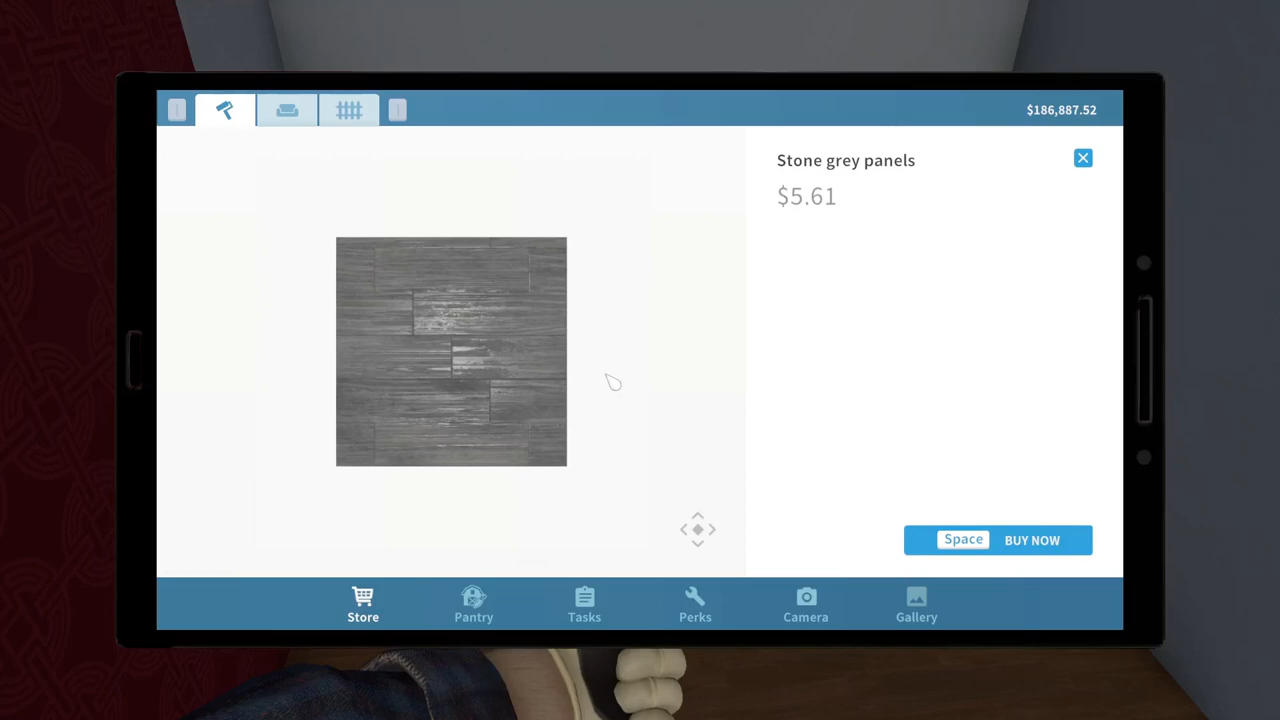 $186,887.52
Stone grey panels
$5.61
Space BUY NOW
Store Pantry Tasks Perks Camera Gallery